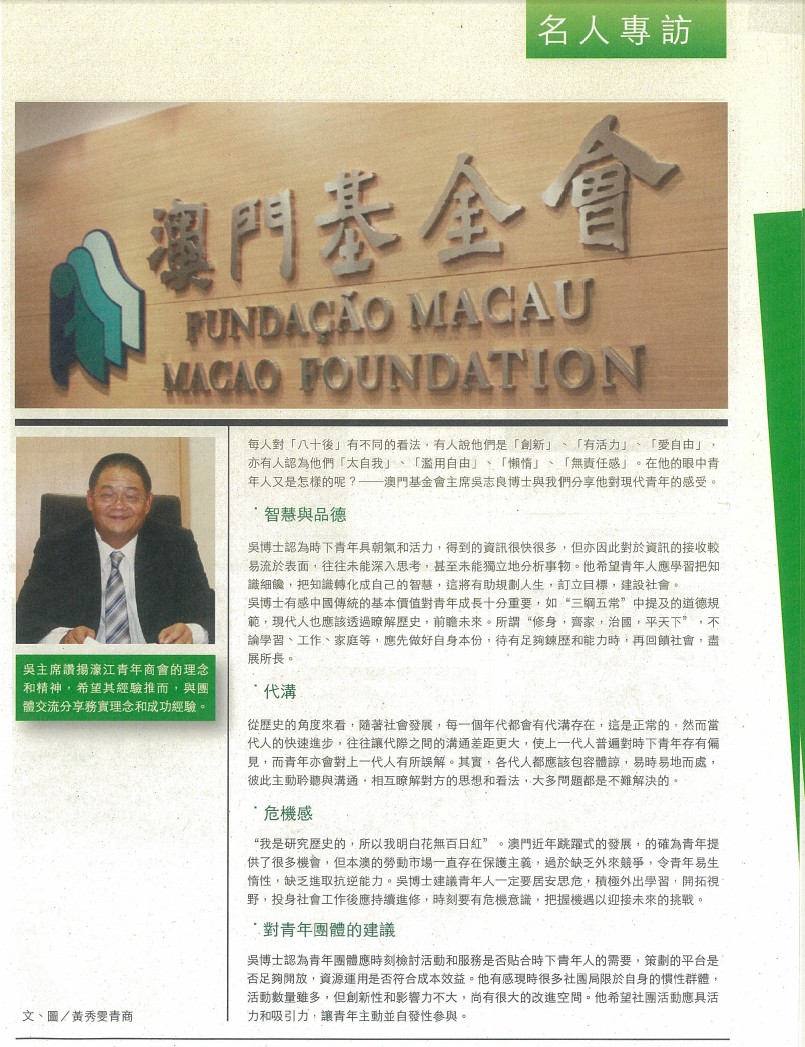 名人專訪
澳門基金會
FUNDAÇÃO MACAU
MACAO FOUNDATION
每人對「八十後」有不同的看法，有人說他們是「創新」、「有活力」、「愛自由」，
亦有人認為他們「太自我」、「濫用自由」、「懶惰」、「無責任感」。在他的眼中青
年人又是怎樣的呢？——澳門基金會主席吳志良博士與我們分享他對現代青年的感受。
智慧與品德
吳博士認為時下青年具朝氣和活力，得到的資訊很快很多，但亦因此對於資訊的接收較
易流於表面，往往未能深入思考，甚至未能獨立地分析事物。他希望青年人應學習把知
識細饞，把知識轉化成自己的智慧，這將有助規劃人生，訂立目標，建設社會。
吳博士有感中國傳統的基本價值對青年成長十分重要，如“三綱五常”中提及的道德規
範，現代人也應該透過瞭解歷史，前瞻未來。所謂“修身，齊家，治國，平天下”，不
論學習、工作、家庭等，應先做好自身本份，待有足夠鍊歷和能力時，再回饋社會，盡
展所長。
吳主席讚揚濠江青年商會的理念
和精神，希望其經驗推而，與團
體交流分享務實理念和成功經驗。
代溝
從歷史的角度來看，隨著社會發展，每一個年代都會有代溝存在，這是正常的，然而當
代人的快速進步，往往讓代際之間的溝通差距更大，使上一代人普遍對時下青年存有偏
見，而青年亦會對上一代人有所誤解。其實，各代人都應該包容體諒，易時易地而處，
彼此主動聆聽與溝通，相互瞭解對方的思想和看法，大多問題都是不難解決的。
危機感
“我是研究歷史的，所以我明白花無百日紅”。澳門近年跳躍式的發展，的確為青年提
供了很多機會，但本澳的勞動市場一直存在保護主義，過於缺乏外來競爭，令青年易生
惰性，缺乏進取抗逆能力。吳博士建議青年人一定要居安思危，積極外出學習，開拓視
野，投身社會工作後應持續進修，時刻要有危機意識，把握機遇以迎接未來的挑戰。
對青年團體的建議
吳博士認為青年團體應時刻檢討活動和服務是否貼合時下青年人的需要，策劃的平台是
否足夠開放，資源運用是否符合成本效益。他有感現時很多社團局限於自身的慣性群體，
活動數量雖多，但創新性和影響力不大，尚有很大的改進空間。他希望社團活動應具活
力和吸引力，讓青年主動並自發性參與。
文、圖／黃秀雯青商